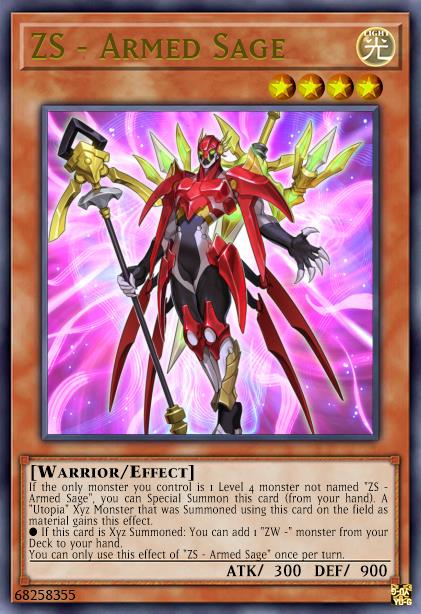 ZS - Armed Sage
LIGHT
光
[Warrior/Effect]
If the only monster you control is 1 Level 4 monster not named "ZS -
Armed Sage", you can Special Summon this card (from your hand). A
"Utopia" Xyz Monster that was Summoned using this card on the field as
material gains this effect.
● If this card is Xyz Summoned: You can add 1 "ZW -" monster from your
Deck to your hand.
You can only use this effect of "ZS - Armed Sage" once per turn.
ATK/ 300 DEF/ 900
68258355